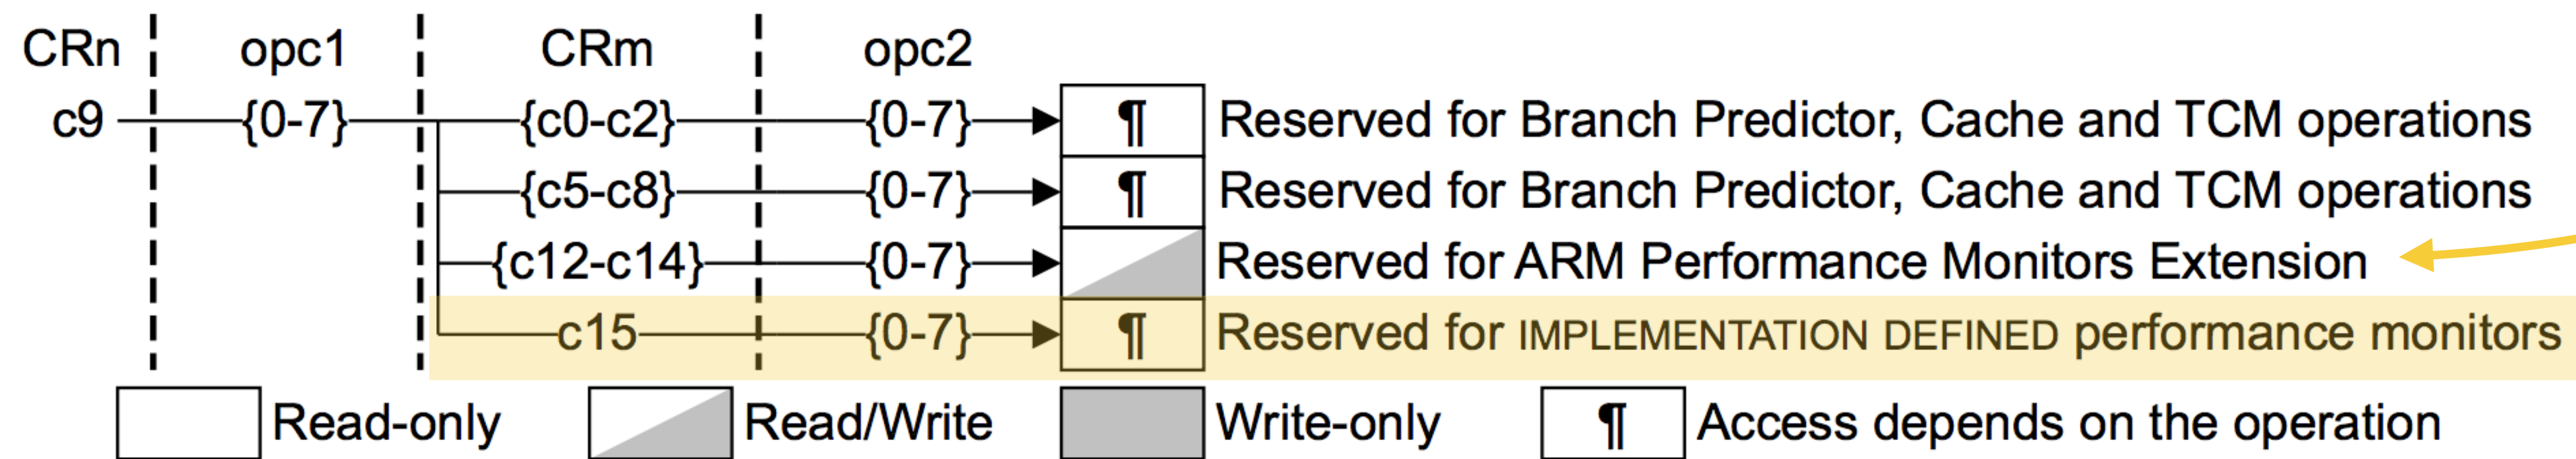 CRn opc1 CRm opc2
c9 {0-7} {c0-c2} {0-7} ¶ Reserved for Branch Predictor, Cache and TCM operations
{c5-c8} {0-7} ¶ Reserved for Branch Predictor, Cache and TCM operations
{c12-c14} {0-7} Reserved for ARM Performance Monitors Extension
c15 {0-7} ¶ Reserved for IMPLEMENTATION DEFINED performance monitors
Read-only Read/Write Write-only ¶ Access depends on the operation